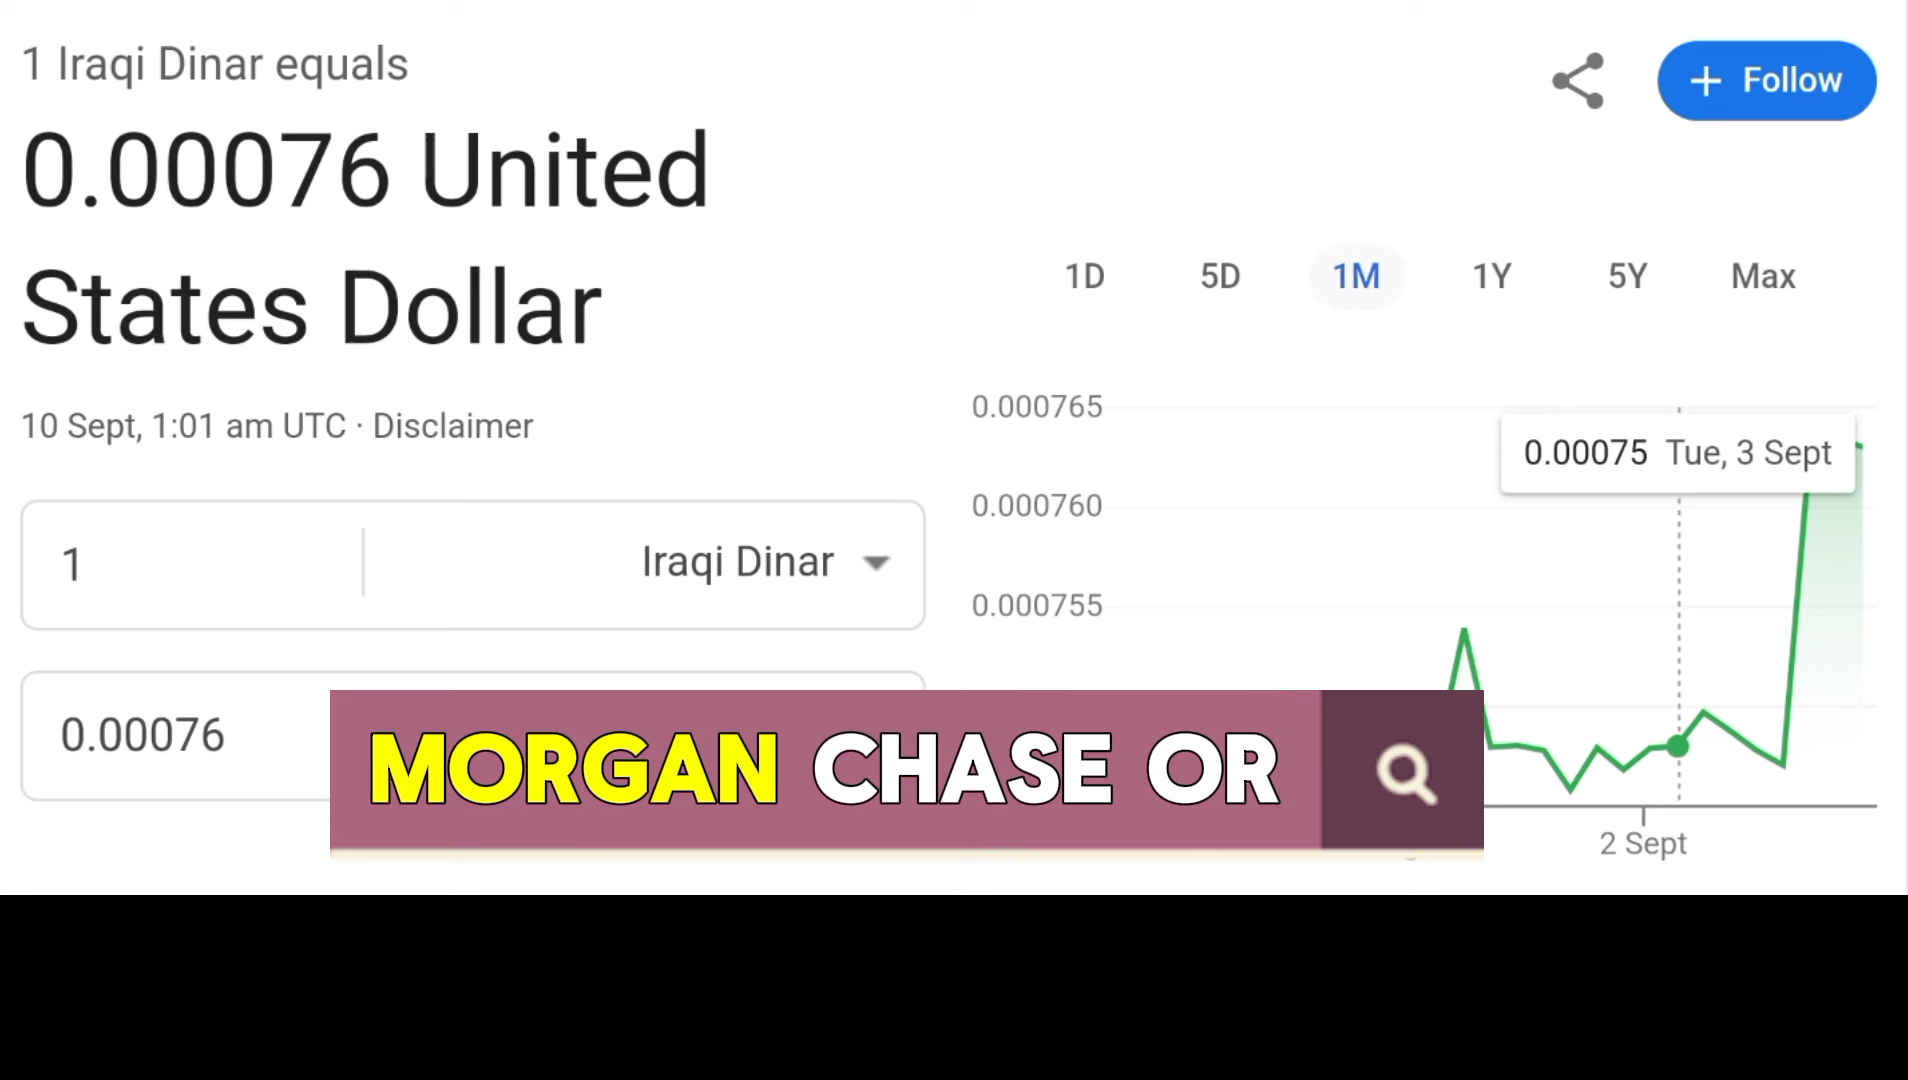 1 Iraqi Dinar equals
0.00076 United
States Dollar
10 Sept, 1:01 am UTC · Disclaimer
1
Iraqi Dinar
0.00076
+ Follow
1D 5D 1M 1Y 5Y Max
0.000765
0.00075 Tue, 3 Sept
0.000760
0.000755
2 Sept
MORGAN CHASE OR